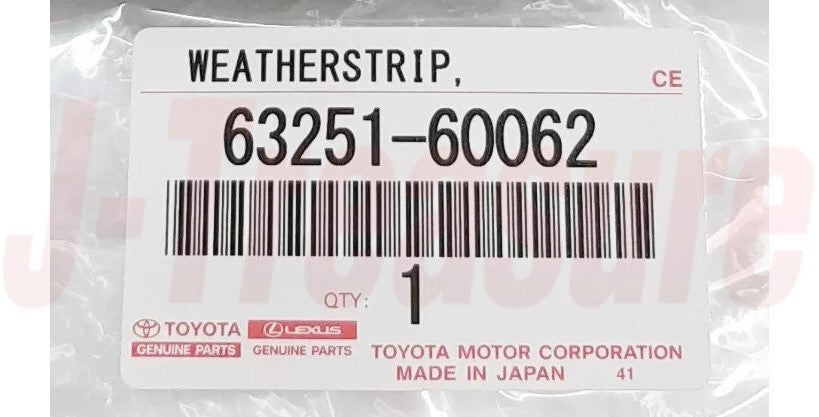 WEATHERSTRIP,
CE
63251-60062
QTY: 1
TOYOTA LEXUS
GENUINE PARTS GENUINE PARTS
TOYOTA MOTOR CORPORATION
MADE IN JAPAN 41
J-Treasure